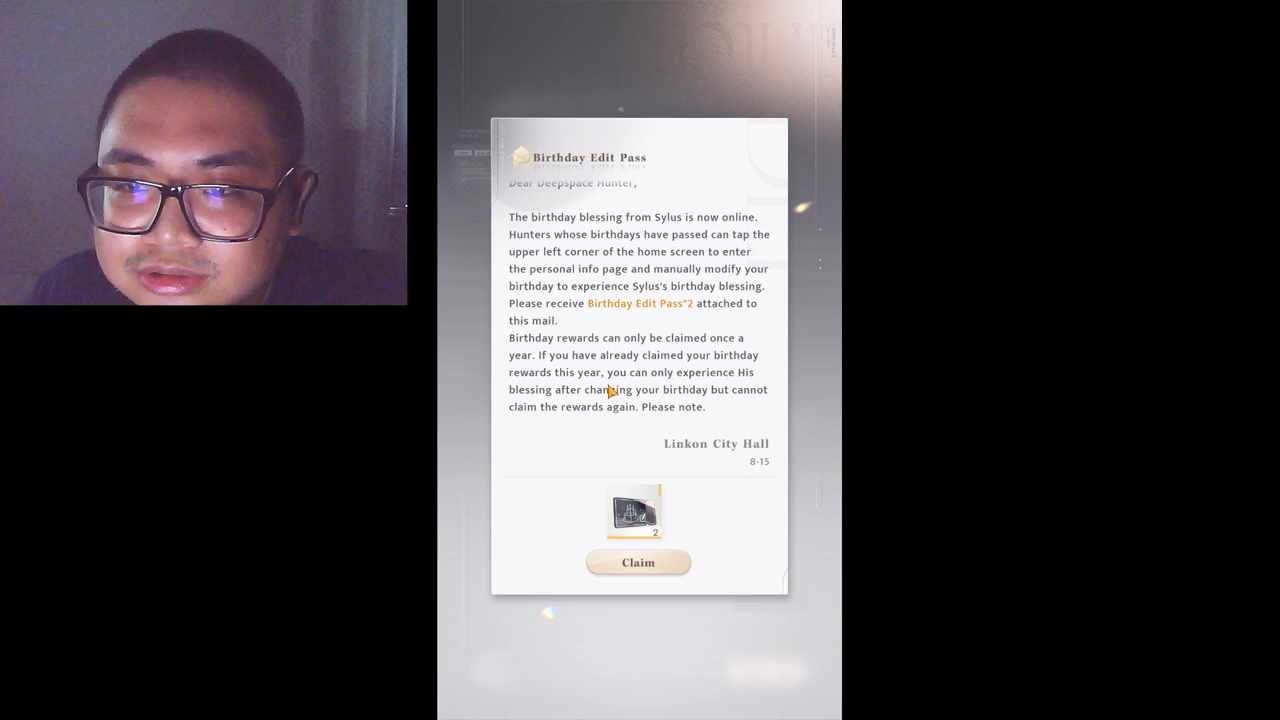 Birthday Edit Pass
Dear Deepspace Hunter,
The birthday blessing from Sylus is now online.
Hunters whose birthdays have passed can tap the
upper left corner of the home screen to enter
the personal info page and manually modify your
birthday to experience Sylus's birthday blessing.
Please receive Birthday Edit Pass*2 attached to
this mail.
Birthday rewards can only be claimed once a
year. If you have already claimed your birthday
rewards this year, you can only experience His
blessing after changing your birthday but cannot
claim the rewards again. Please note.
Linkon City Hall
8-15
2
Claim